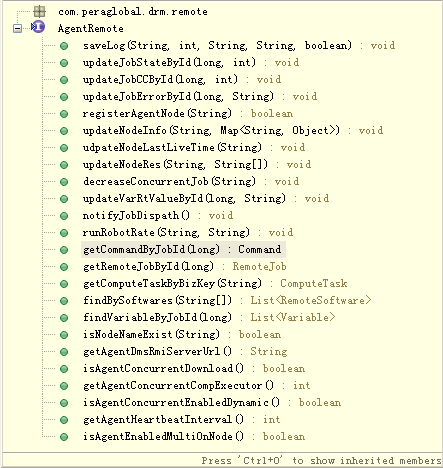 com.peraglobal.drm.remote
AgentRemote
saveLog(String, int, String, String, boolean) : void
updateJobStateById(long, int) : void
updateJobCCById(long, int) : void
updateJobErrorById(long, String) : void
registerAgentNode(String) : boolean
updateNodeInfo(String, Map<String, Object>) : void
udpateNodeLastLiveTime(String) : void
updateNodeRes(String, String[]) : void
decreaseConcurrentJob(String) : void
updateVarRtValueById(long, String) : void
notifyJobDispath() : void
runRobotRate(String, String) : void
getCommandByJobId(long) : Command
getRemoteJobById(long) : RemoteJob
getComputeTaskByBizKey(String) : ComputeTask
findBySoftwares(String[]) : List<RemoteSoftware>
findVariableByJobId(long) : List<Variable>
isNodeNameExist(String) : boolean
getAgentDmsRmiServerUrl() : String
isAgentConcurrentDownload() : boolean
getAgentConcurrentCompExecutor() : int
isAgentConcurrentEnabledDynamic() : boolean
getAgentHeartbeatInterval() : int
isAgentEnabledMultiOnNode() : boolean
Press 'Ctrl+O' to show inherited members